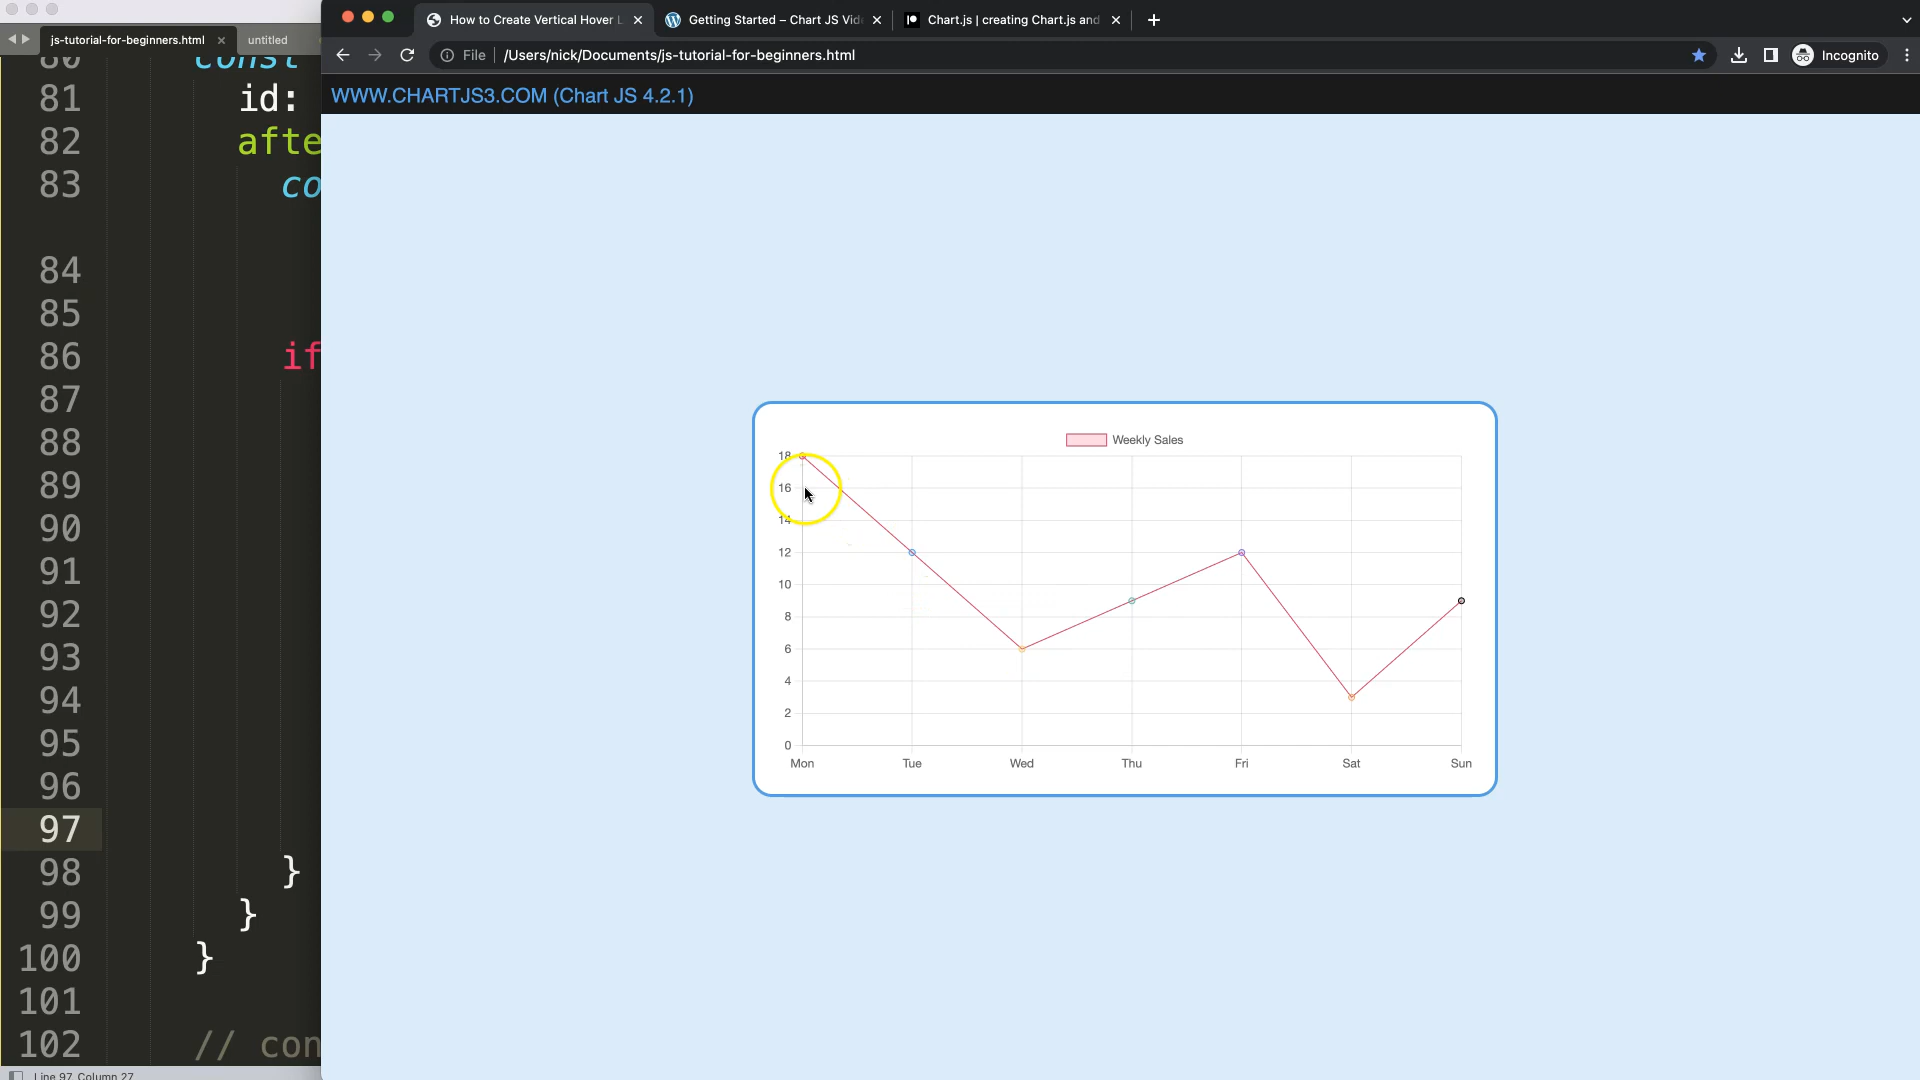 js-tutorial-for-beginners.html
untitled
How to Create Vertical Hover L
Getting Started – Chart JS Vid
Chart.js | creating Chart.js and
File
/Users/nick/Documents/js-tutorial-for-beginners.html
Incognito
WWW.CHARTJS3.COM (Chart JS 4.2.1)
80 const
81 id:
82 afte
83 co
84
85
86 if
87
88
89
90
91
92
93
94
95
96
97
98 }
99 }
100 }
101
102 // con
Line 97, Column 27
Weekly Sales
18
16
14
12
10
8
6
4
2
0
Mon Tue Wed Thu Fri Sat Sun